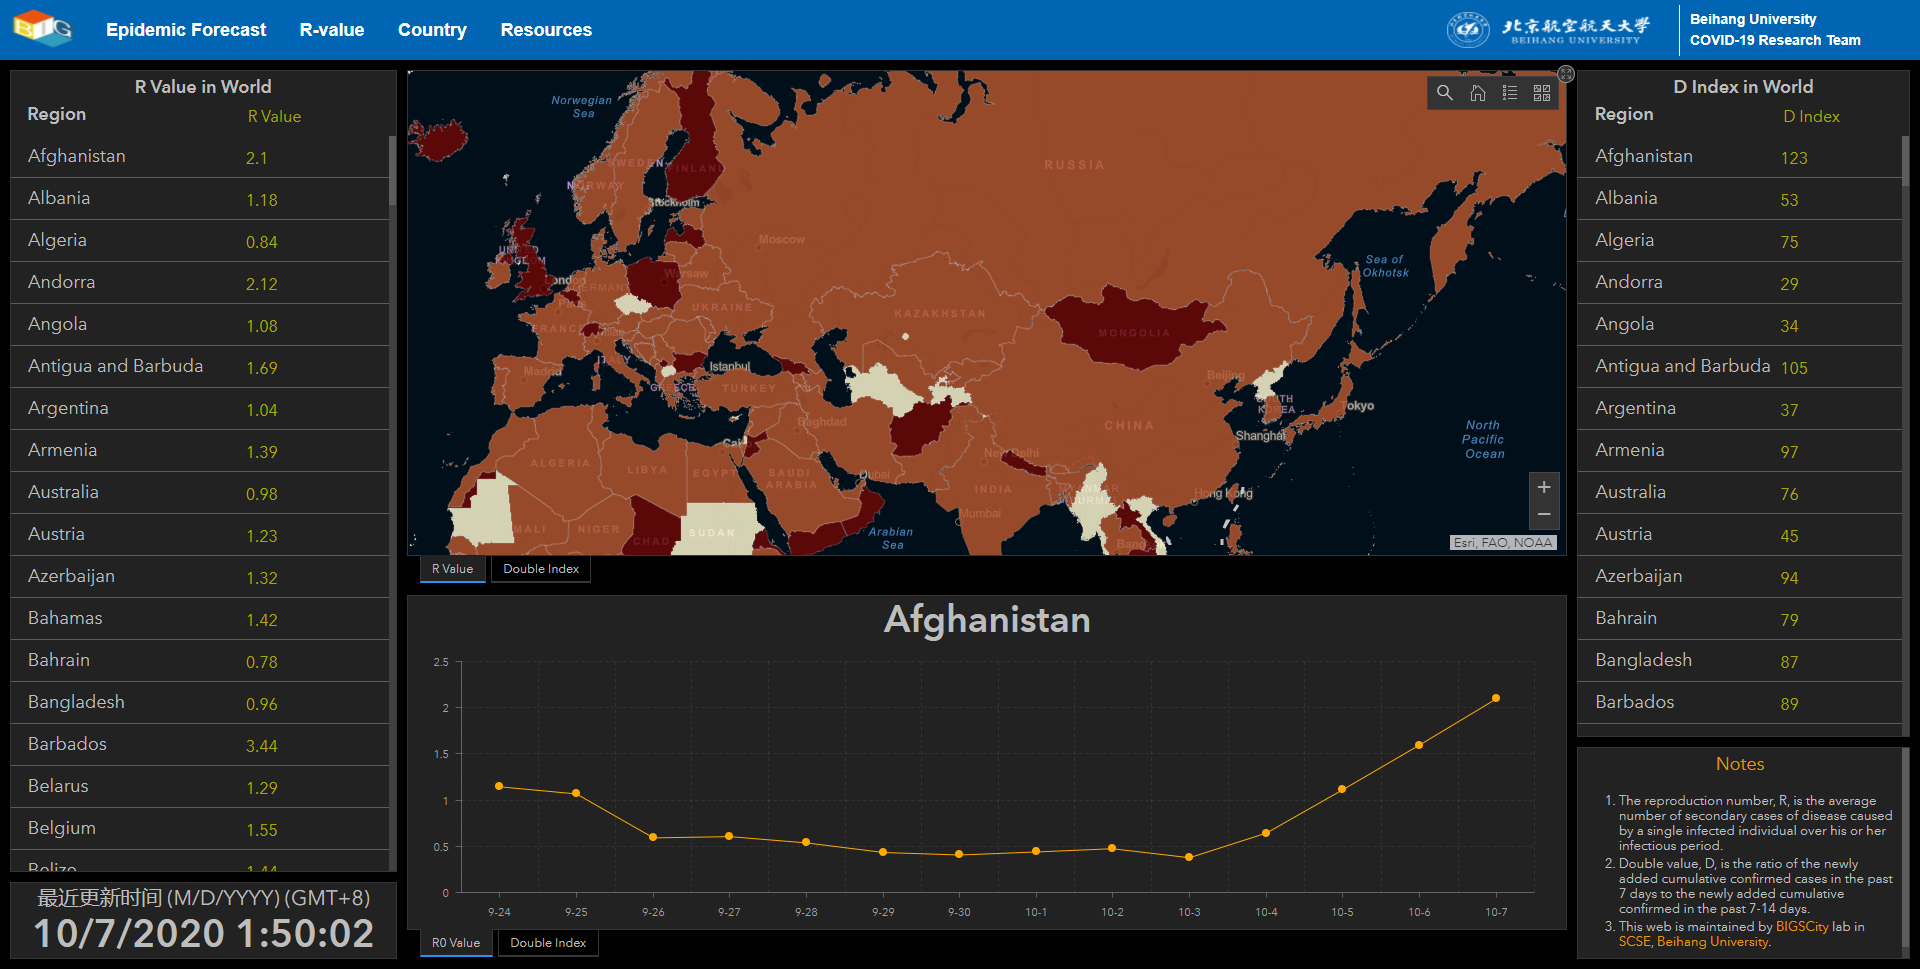 BIG
Epidemic Forecast
R-value
Country
Resources
北京航空航天大学
BEIHANG UNIVERSITY
Beihang University
COVID-19 Research Team
R Value in World
Region R Value
Afghanistan 2.1
Albania 1.18
Algeria 0.84
Andorra 2.12
Angola 1.08
Antigua and Barbuda 1.69
Argentina 1.04
Armenia 1.39
Australia 0.98
Austria 1.23
Azerbaijan 1.32
Bahamas 1.42
Bahrain 0.78
Bangladesh 0.96
Barbados 3.44
Belarus 1.29
Belgium 1.55
Belize 1.44
最近更新时间 (M/D/YYYY) (GMT+8)
10/7/2020 1:50:02
Norwegian
Sea
SWEDEN
FINLAND
NORWAY
RUSSIA
Stockholm
Moscow
UNITED
KINGDOM
London
Warsaw
GERMANY
Paris
UKRAINE
FRANCE
KAZAKHSTAN
MONGOLIA
Sea of
Okhotsk
ITALY
Istanbul
Madrid
GREECE
TURKEY
Beijing
SOUTH
KOREA
Tokyo
Baghdad
CHINA
Shanghai
North
Pacific
Ocean
Cairo
New Delhi
ALGERIA
LIBYA
EGYPT
SAUDI
ARABIA
Dubai
INDIA
MYANMAR
BURMA
Hong Kong
MALI
NIGER
CHAD
SUDAN
Mumbai
Arabian
Sea
Bang
+
−
Esri, FAO, NOAA
R Value
Double Index
Afghanistan
2.5
2
1.5
1
0.5
0
9-24 9-25 9-26 9-27 9-28 9-29 9-30 10-1 10-2 10-3 10-4 10-5 10-6 10-7
R0 Value
Double Index
D Index in World
Region D Index
Afghanistan 123
Albania 53
Algeria 75
Andorra 29
Angola 34
Antigua and Barbuda 105
Argentina 37
Armenia 97
Australia 76
Austria 45
Azerbaijan 94
Bahrain 79
Bangladesh 87
Barbados 89
Notes
1. The reproduction number, R, is the average
number of secondary cases of disease caused
by a single infected individual over his or her
infectious period.
2. Double value, D, is the ratio of the newly
added cumulative confirmed cases in the past
7 days to the newly added cumulative
confirmed in the past 7-14 days.
3. This web is maintained by BIGSCity lab in
SCSE, Beihang University.